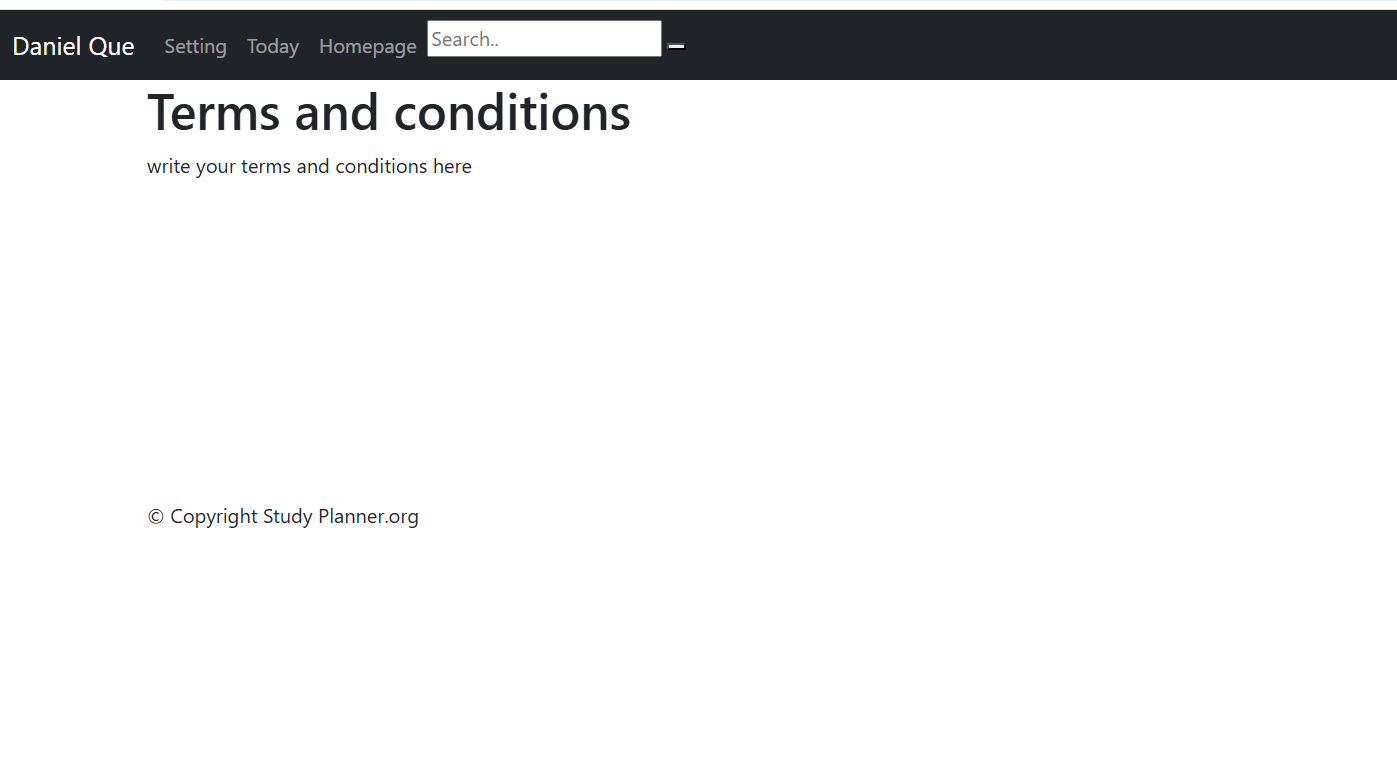 Daniel Que Setting Today Homepage Search..
Terms and conditions
write your terms and conditions here
© Copyright Study Planner.org